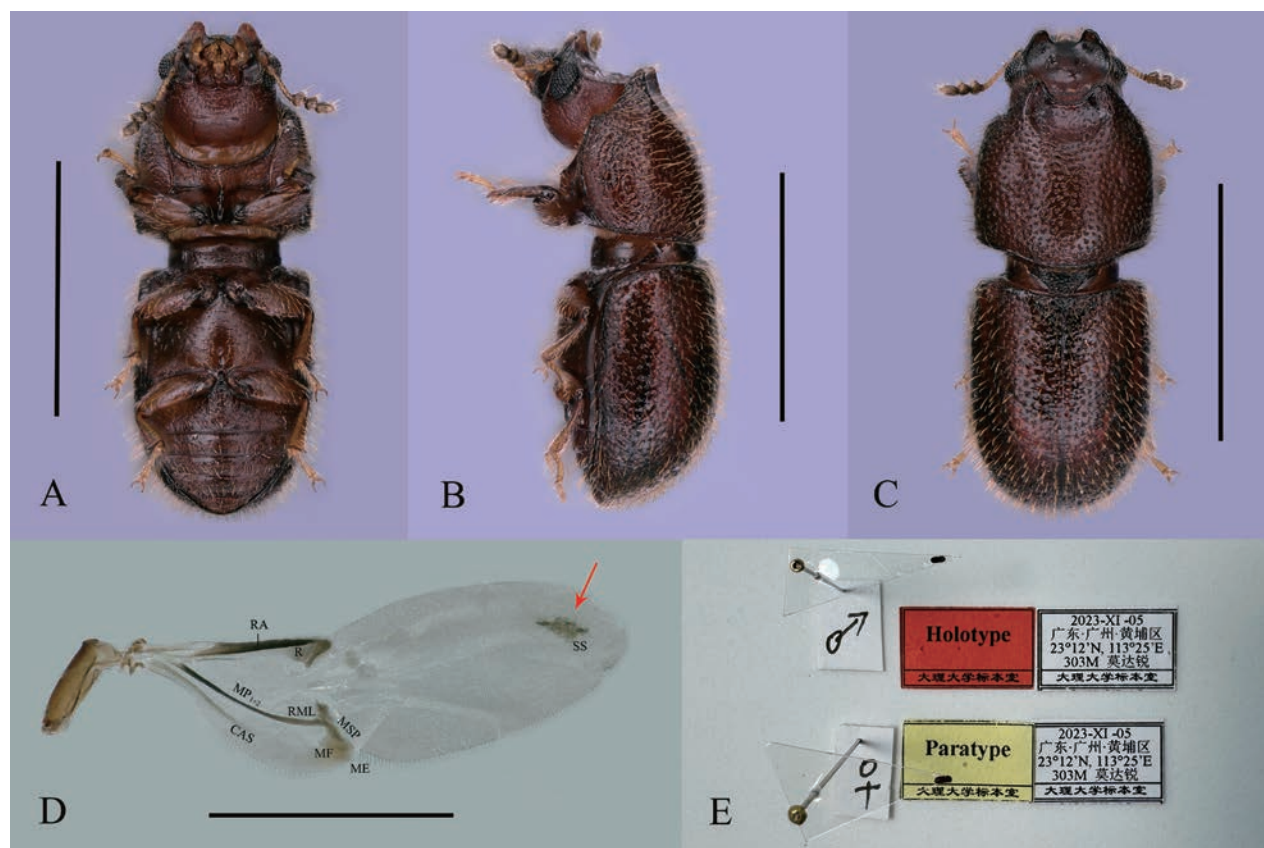 A
B
C
RA
R
SS
MP1+2
RML
MSP
CAS
MF
ME
D
♂
Holotype
大理大学标本室
2023-XI -05
广东·广州·黄埔区
23°12'N, 113°25'E ,
303M 莫达锐
大理大学标本室
♀
Paratype
大理大学标本室
2023-XI -05
广东·广州·黄埔区
23°12'N, 113°25'E
303M 莫达锐
大理大学标本室
E